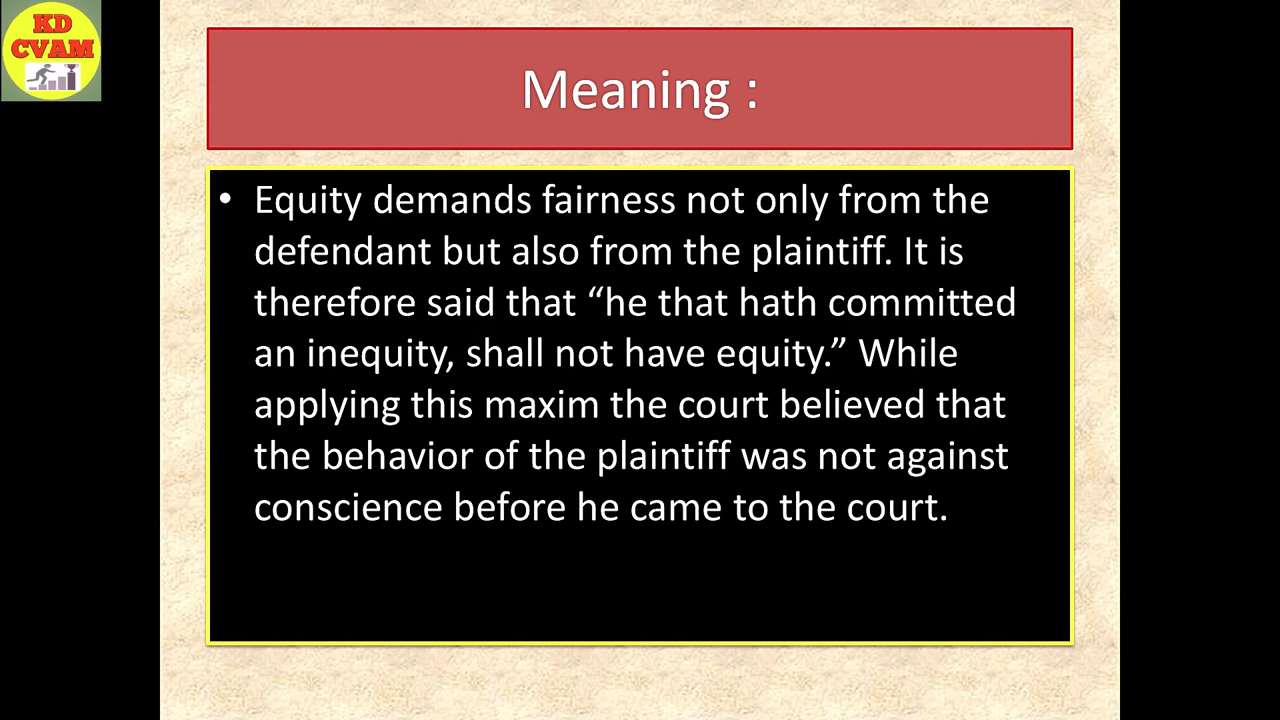 KD
CVAM
Meaning :
• Equity demands fairness not only from the
defendant but also from the plaintiff. It is
therefore said that “he that hath committed
an inequity, shall not have equity.” While
applying this maxim the court believed that
the behavior of the plaintiff was not against
conscience before he came to the court.